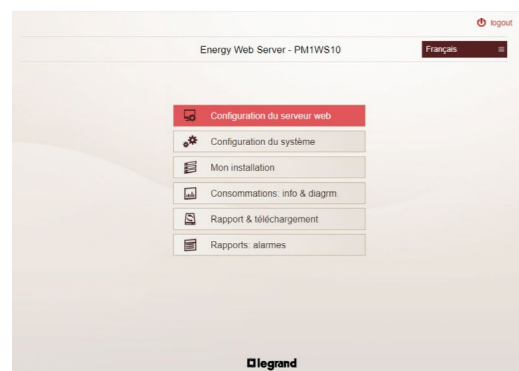 logout
Energy Web Server - PM1WS10
Français
Configuration du serveur web
Configuration du système
Mon installation
Consommations: info & diagrm.
Rapport & téléchargement
Rapports: alarmes
legrand